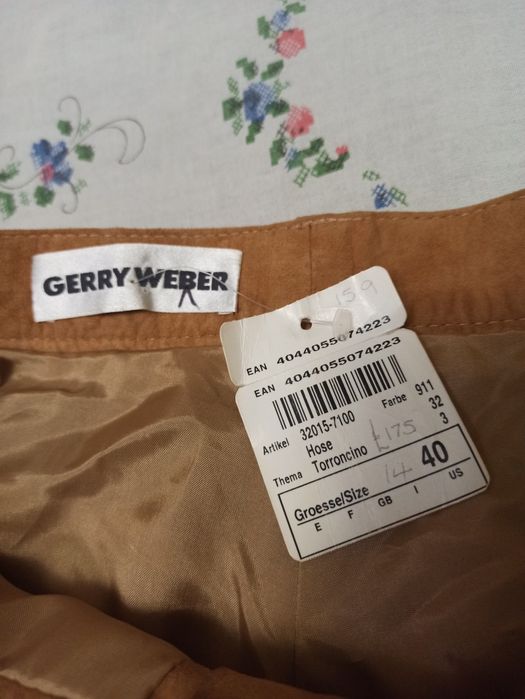 GERRY WEBER
159
EAN 4044055074223
EAN 4044055074223
Artikel 32015-7100 Farbe 911
Hose 32
Thema Torroncino £175 3
Groesse/Size 14 40
E F GB I US